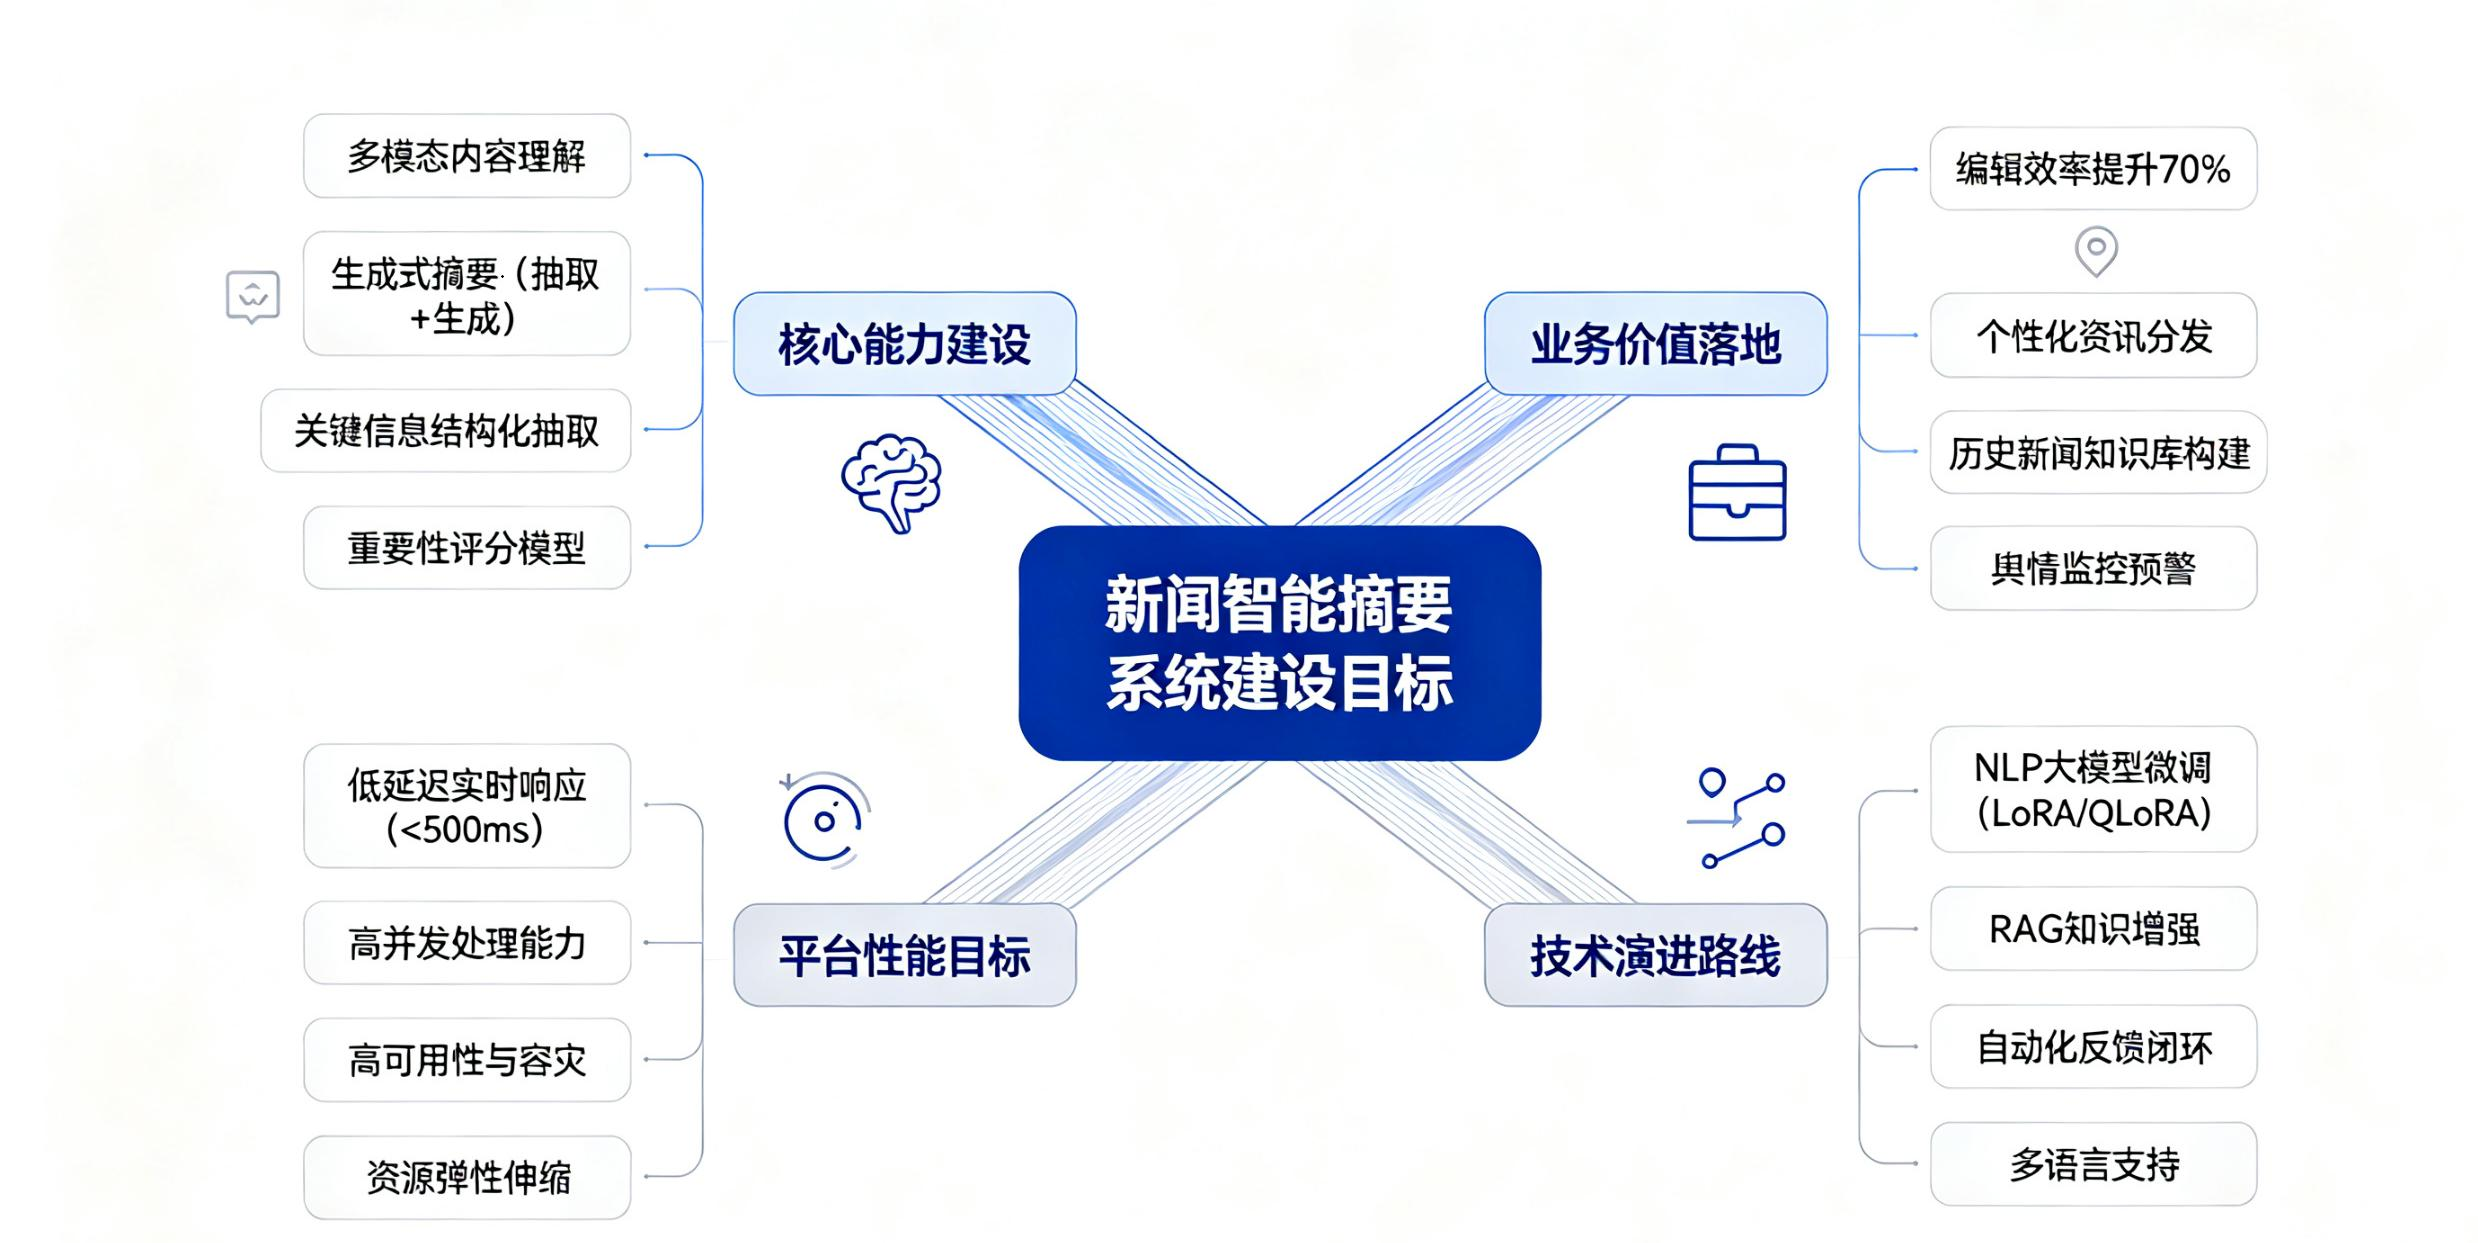 新闻智能摘要
系统建设目标
核心能力建设
多模态内容理解
生成式摘要（抽取
+生成）
关键信息结构化抽取
重要性评分模型
业务价值落地
编辑效率提升70%
个性化资讯分发
历史新闻知识库构建
舆情监控预警
平台性能目标
低延迟实时响应
（<500ms）
高并发处理能力
高可用性与容灾
资源弹性伸缩
技术演进路线
NLP大模型微调
（LoRA/QLoRA）
RAG知识增强
自动化反馈闭环
多语言支持